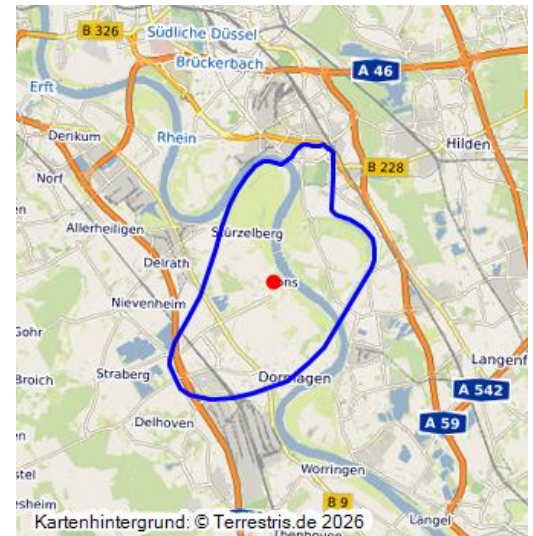 B 326
Südliche Düssel
Brückerbach
A 46
Erft
Rhein
Derikum
Hilden
B 228
Norf
Allerheiligen
Stürzelberg
Delrath
ons
Nievenheim
Gohr
Langenf
Broich
Straberg
Dormagen
A 542
A 59
Delhoven
Worringen
B 9
Langel
Kartenhintergrund: © Terrestris.de 2026